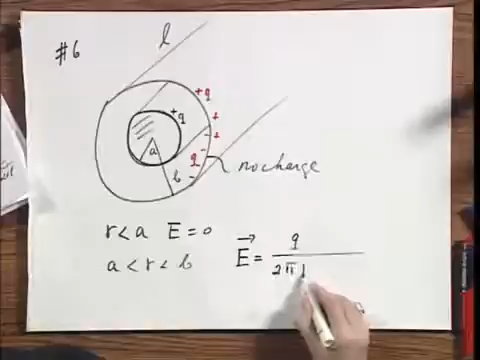 #6
l
+q
+q
+
+
a
-
q
-
b
-
no charge
r<a E=0
a<r<b
E→ = q
2π